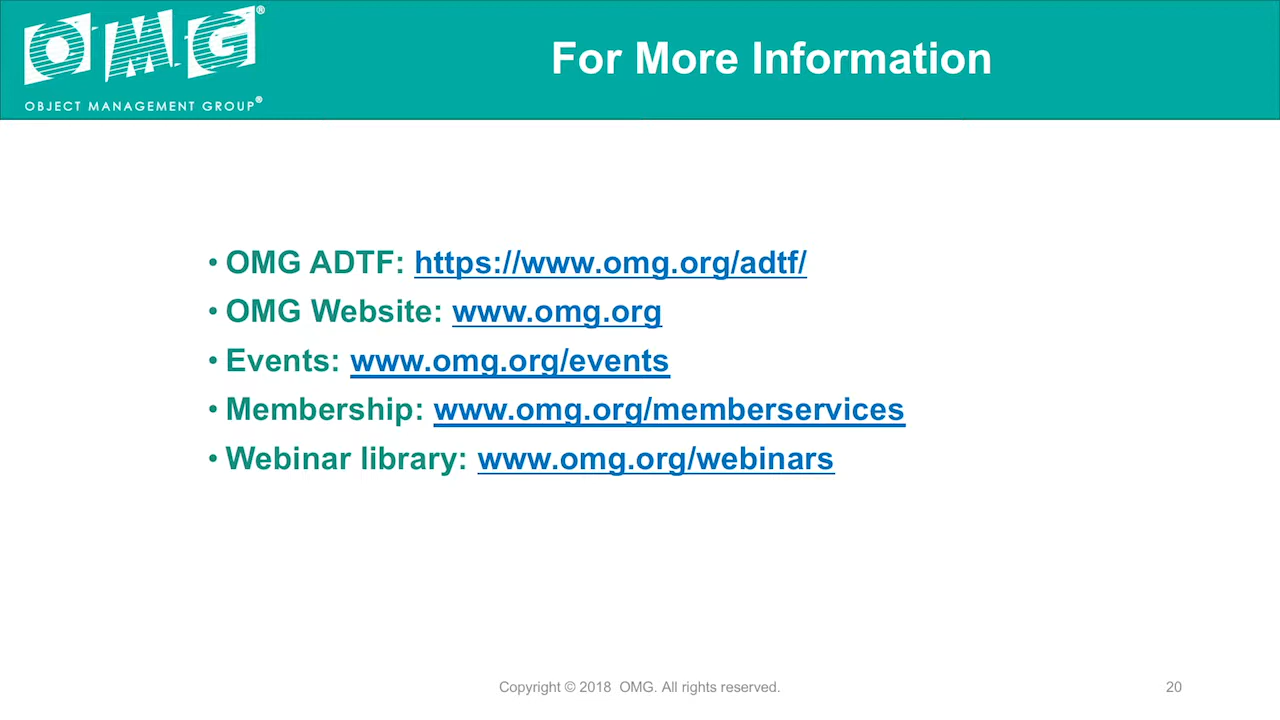 OMG®
OBJECT MANAGEMENT GROUP®
For More Information
• OMG ADTF: https://www.omg.org/adtf/
• OMG Website: www.omg.org
• Events: www.omg.org/events
• Membership: www.omg.org/memberservices
• Webinar library: www.omg.org/webinars
Copyright © 2018 OMG. All rights reserved.
20